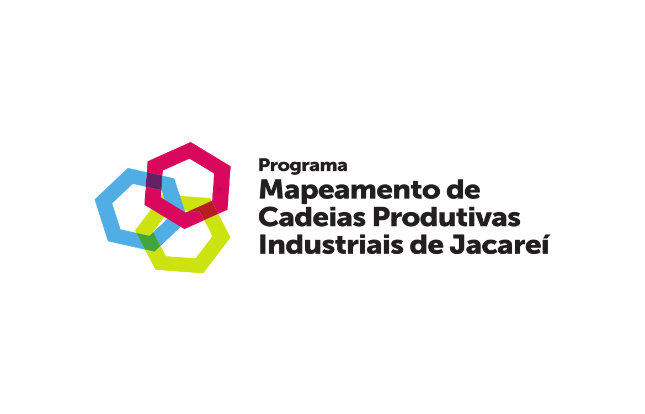 Programa
Mapeamento de
Cadeias Produtivas
Industriais de Jacareí